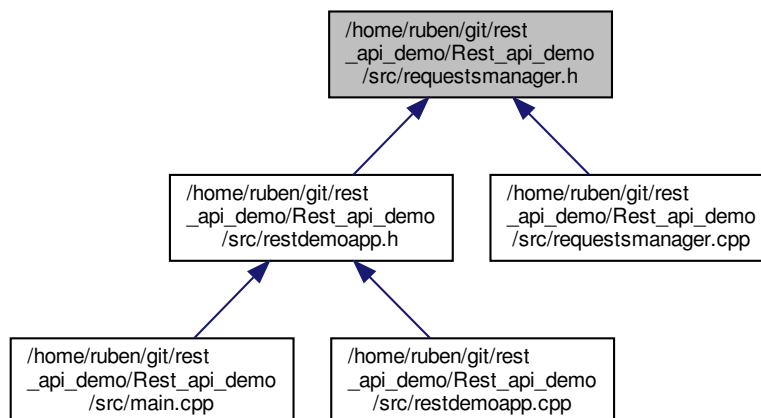 /home/ruben/git/rest
_api_demo/Rest_api_demo
/src/requestsmanager.h
/home/ruben/git/rest
_api_demo/Rest_api_demo
/src/restdemoapp.h
/home/ruben/git/rest
_api_demo/Rest_api_demo
/src/requestsmanager.cpp
/home/ruben/git/rest
_api_demo/Rest_api_demo
/src/main.cpp
/home/ruben/git/rest
_api_demo/Rest_api_demo
/src/restdemoapp.cpp